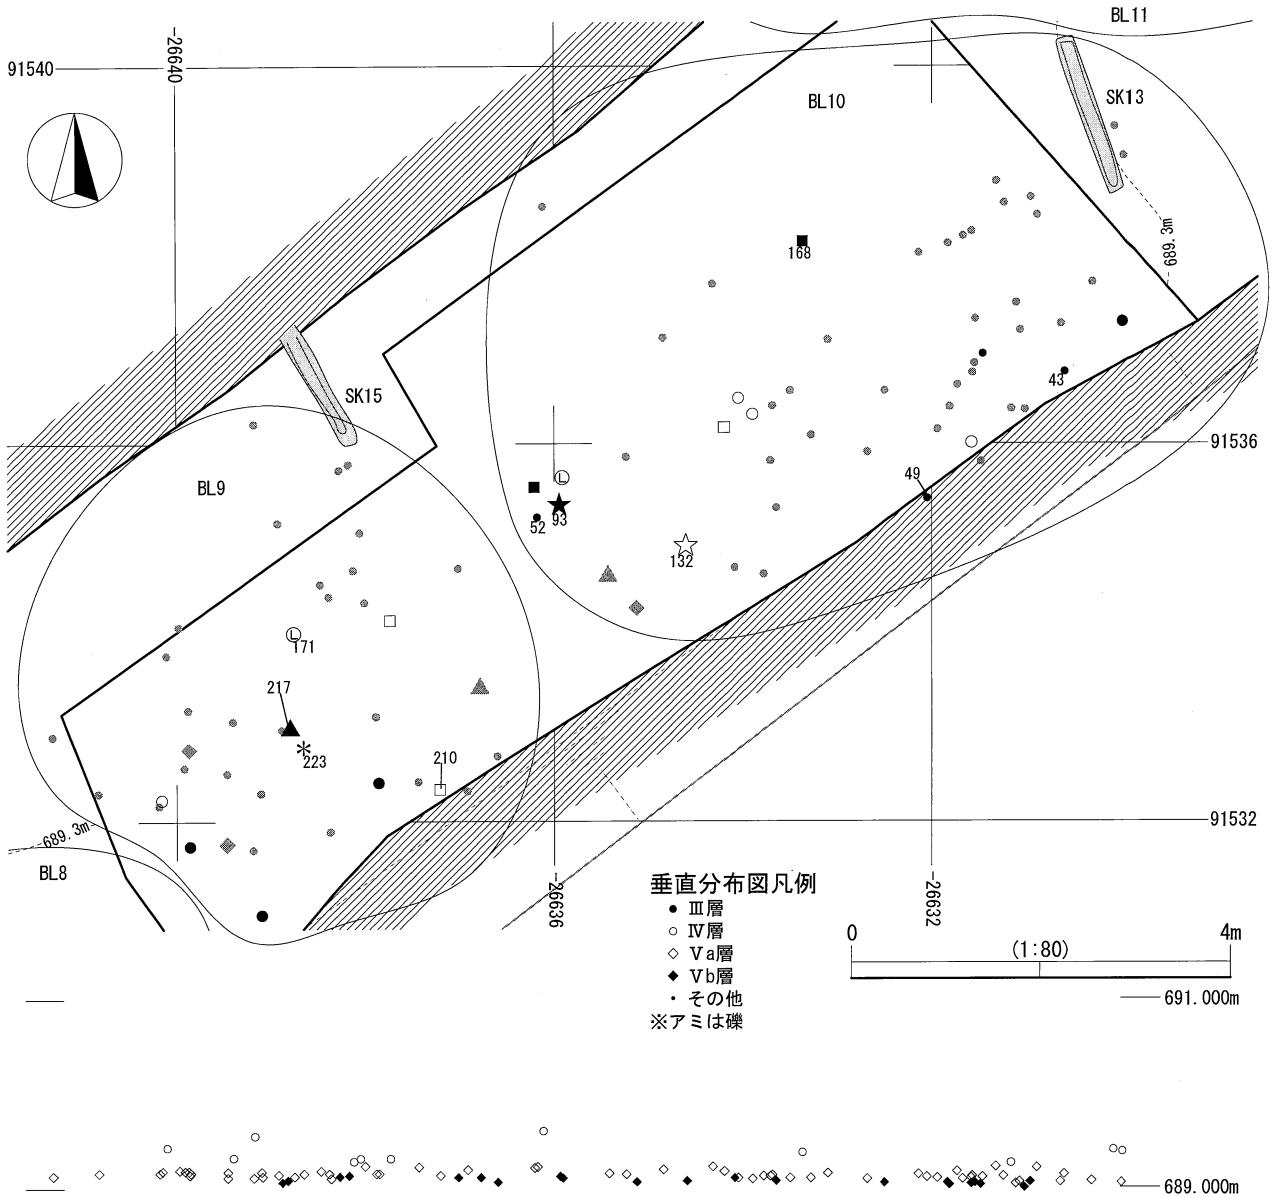 BL11
-26640
91540
BL10
SK13
168
689.3m
SK15
43
91536
BL9
49
52
93
132
171
217
223
210
689.3m
91532
BL8
-26636
-26632
垂直分布図凡例
● Ⅲ層
○ Ⅳ層
◇ Ⅴa層
◆ Ⅴb層
・ その他
※アミは礫
0
4m
(1:80)
691.000m
689.000m
L
L